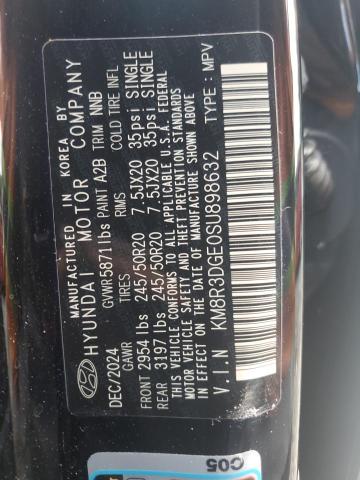 MANUFACTURED IN KOREA BY
HYUNDAI MOTOR COMPANY
DEC/2024 GVWR 5871lbs PAINT A2B TRIM NNB
TIRES RIMS COLD TIRE INFL
FRONT 2954 lbs 245/50R20 7.5JX20 35psi SINGLE
REAR 3197 lbs 245/50R20 7.5JX20 35psi SINGLE
THIS VEHICLE CONFORMS TO ALL APPLICABLE U.S.A. FEDERAL
MOTOR VEHICLE SAFETY AND THEFT PREVENTION STANDARDS
IN EFFECT ON THE DATE OF MANUFACTURE SHOWN ABOVE.
V.I.N : KM8R3DGE0SU898632 TYPE : MPV
C05